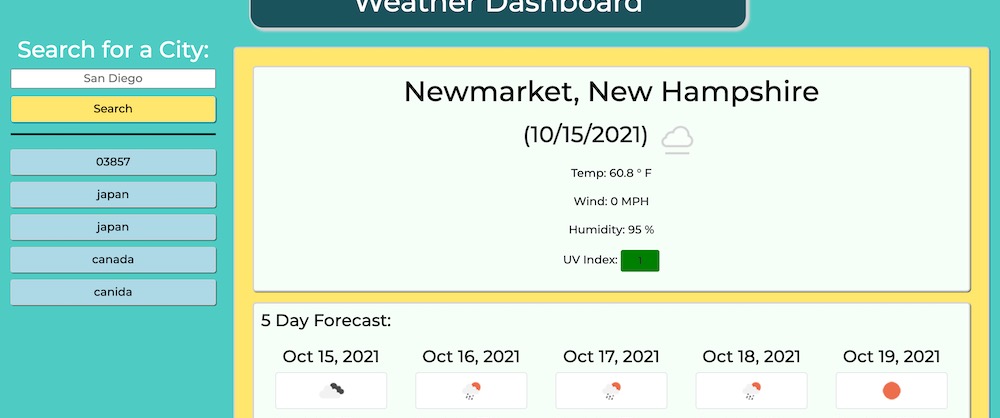 Weather Dashboard
Search for a City:
San Diego
Search
03857
japan
japan
canada
canida
Newmarket, New Hampshire
(10/15/2021)
Temp: 60.8 ° F
Wind: 0 MPH
Humidity: 95 %
UV Index: 1
5 Day Forecast:
Oct 15, 2021 Oct 16, 2021 Oct 17, 2021 Oct 18, 2021 Oct 19, 2021